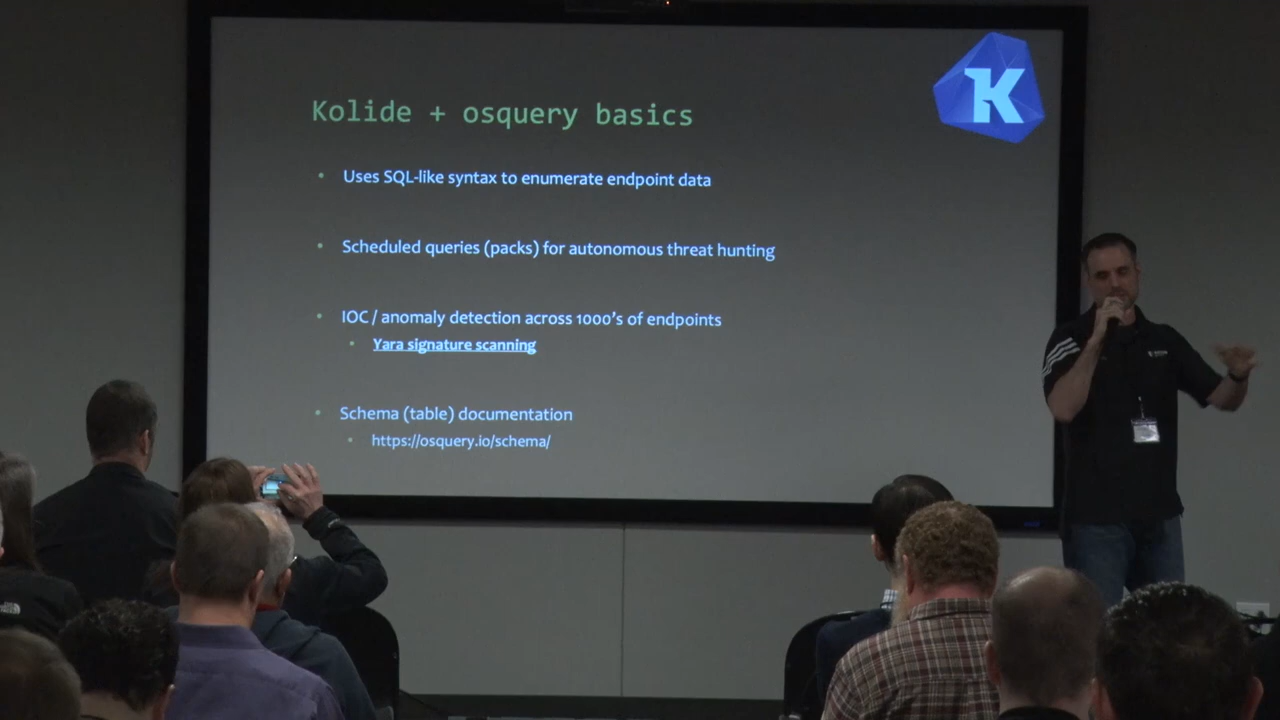 K
Kolide + osquery basics
• Uses SQL-like syntax to enumerate endpoint data
• Scheduled queries (packs) for autonomous threat hunting
• IOC / anomaly detection across 1000's of endpoints
• Yara signature scanning
• Schema (table) documentation
• https://osquery.io/schema/